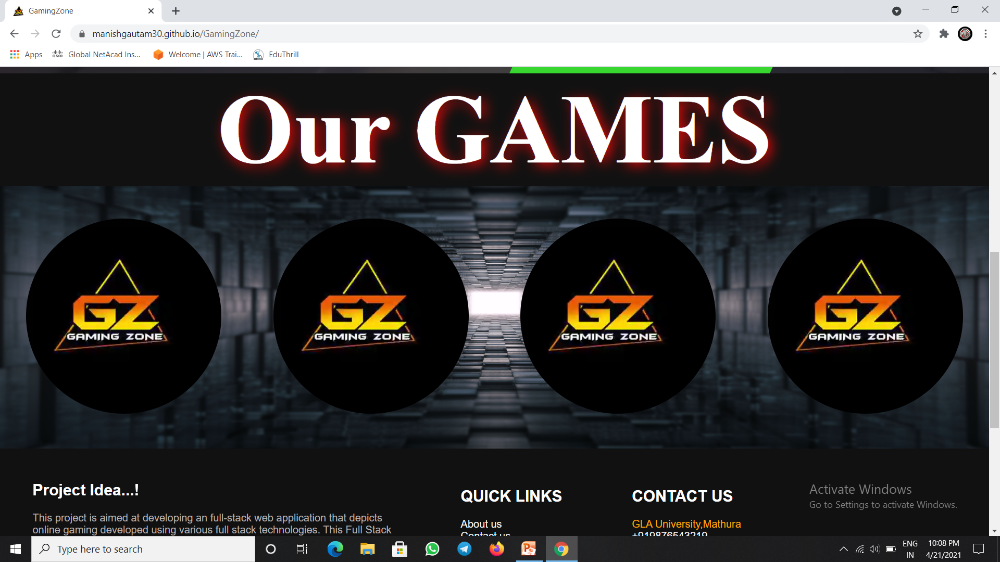 GamingZone
manishgautam30.github.io/GamingZone/
Apps
cisco
Global NetAcad Ins...
Welcome | AWS Trai...
EduThrill
Our GAMES
GZ
GAMING ZONE
GZ
GAMING ZONE
GZ
GAMING ZONE
GZ
GAMING ZONE
Project Idea...!
This project is aimed at developing an full-stack web application that depicts
online gaming developed using various full stack technologies. This Full Stack
QUICK LINKS
About us
Contact us
CONTACT US
GLA University,Mathura
+919876543219
Activate Windows
Go to Settings to activate Windows.
Type here to search
ENG
IN
10:08 PM
4/21/2021